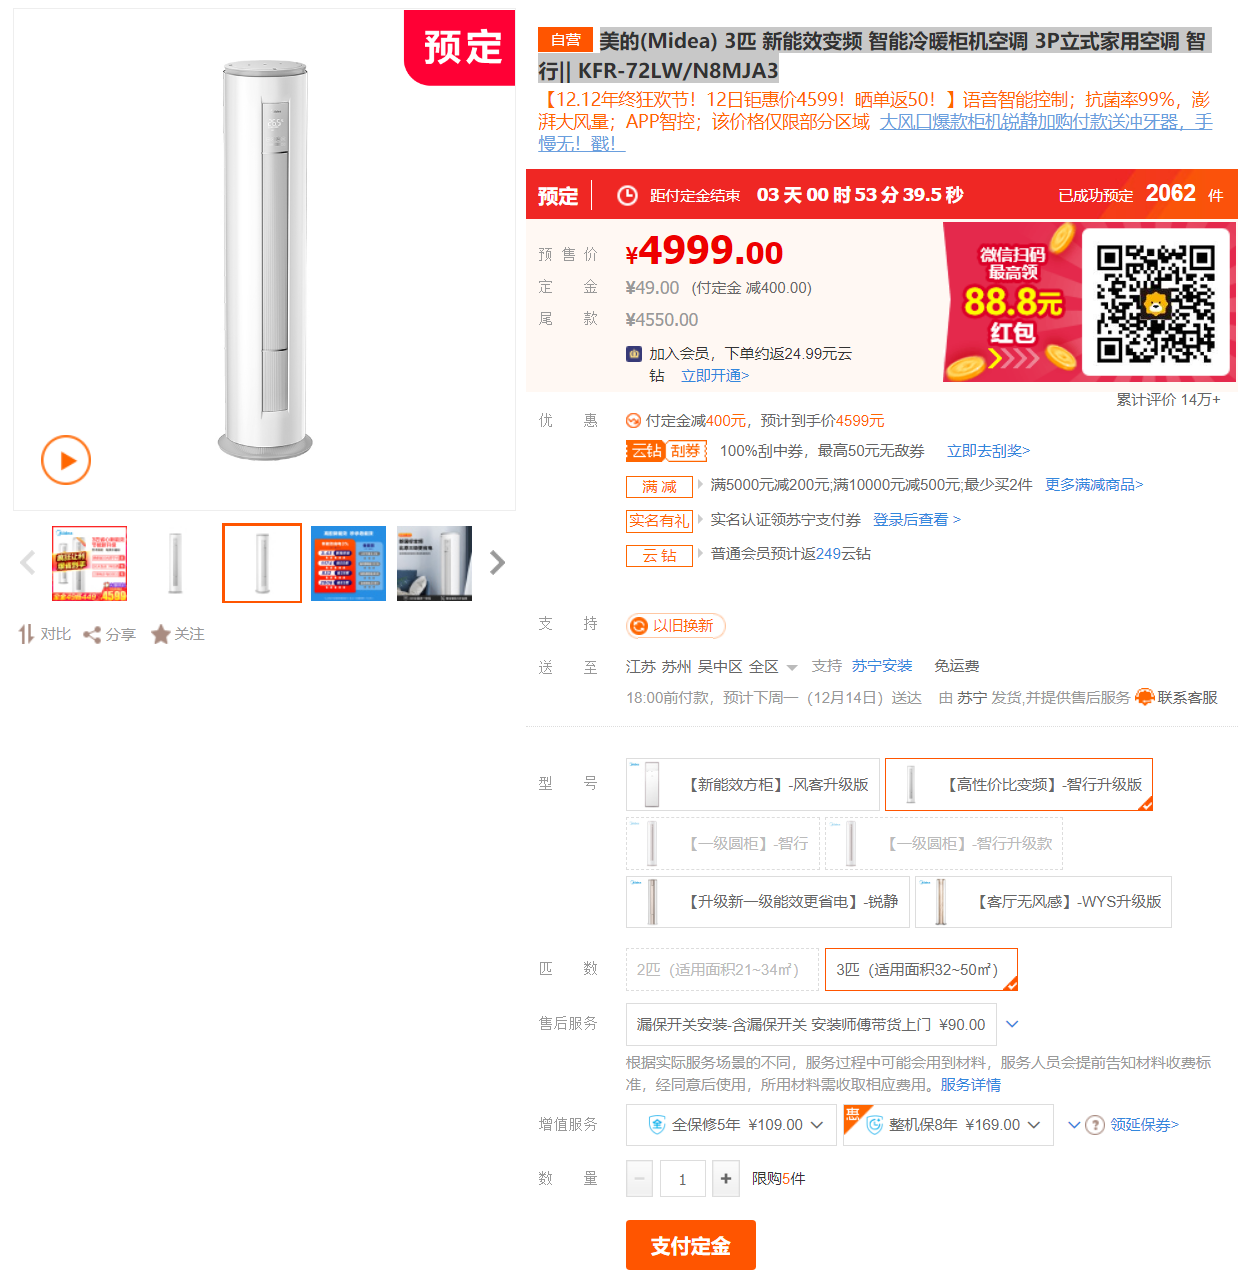 预定
自营 美的(Midea) 3匹 新能效变频 智能冷暖柜机空调 3P立式家用空调 智
行|| KFR-72LW/N8MJA3
【12.12年终狂欢节！12日钜惠价4599！晒单返50！】语音智能控制；抗菌率99%，澎
湃大风量；APP智控；该价格仅限部分区域 大风口爆款柜机锐静加购付款送冲牙器，手
慢无！戳！
预定 距付定金结束 03 天 00 时 53 分 39.5 秒 已成功预定 2062 件
预售价 ¥4999.00
定金 ¥49.00 (付定金 减400.00)
尾款 ¥4550.00
加入会员，下单约返24.99元云
钻 立即开通>
微信扫码
最高领
88.8元
红包
累计评价 14万+
优惠 付定金减400元，预计到手价4599元
云钻 刮券 100%刮中券，最高50元无敌券 立即去刮奖>
满减 满5000元减200元;满10000元减500元;最少买2件 更多满减商品>
实名有礼 实名认证领苏宁支付券 登录后查看 >
云钻 普通会员预计返249云钻
对比 分享 关注
支持 以旧换新
送至 江苏 苏州 吴中区 全区 支持 苏宁安装 免运费
18:00前付款，预计下周一（12月14日）送达 由 苏宁 发货,并提供售后服务 联系客服
型号 【新能效方柜】-风客升级版 【高性价比变频】-智行升级版
【一级圆柜】-智行 【一级圆柜】-智行升级款
【升级新一级能效更省电】-锐静 【客厅无风感】-WYS升级版
匹数 2匹（适用面积21~34㎡） 3匹（适用面积32~50㎡）
售后服务 漏保开关安装-含漏保开关 安装师傅带货上门 ¥90.00
根据实际服务场景的不同，服务过程中可能会用到材料，服务人员会提前告知材料收费标
准，经同意后使用，所用材料需收取相应费用。服务详情
增值服务 全保修5年 ¥109.00 惠 整机保8年 ¥169.00 ? 领延保券>
数量 − 1 + 限购5件
支付定金